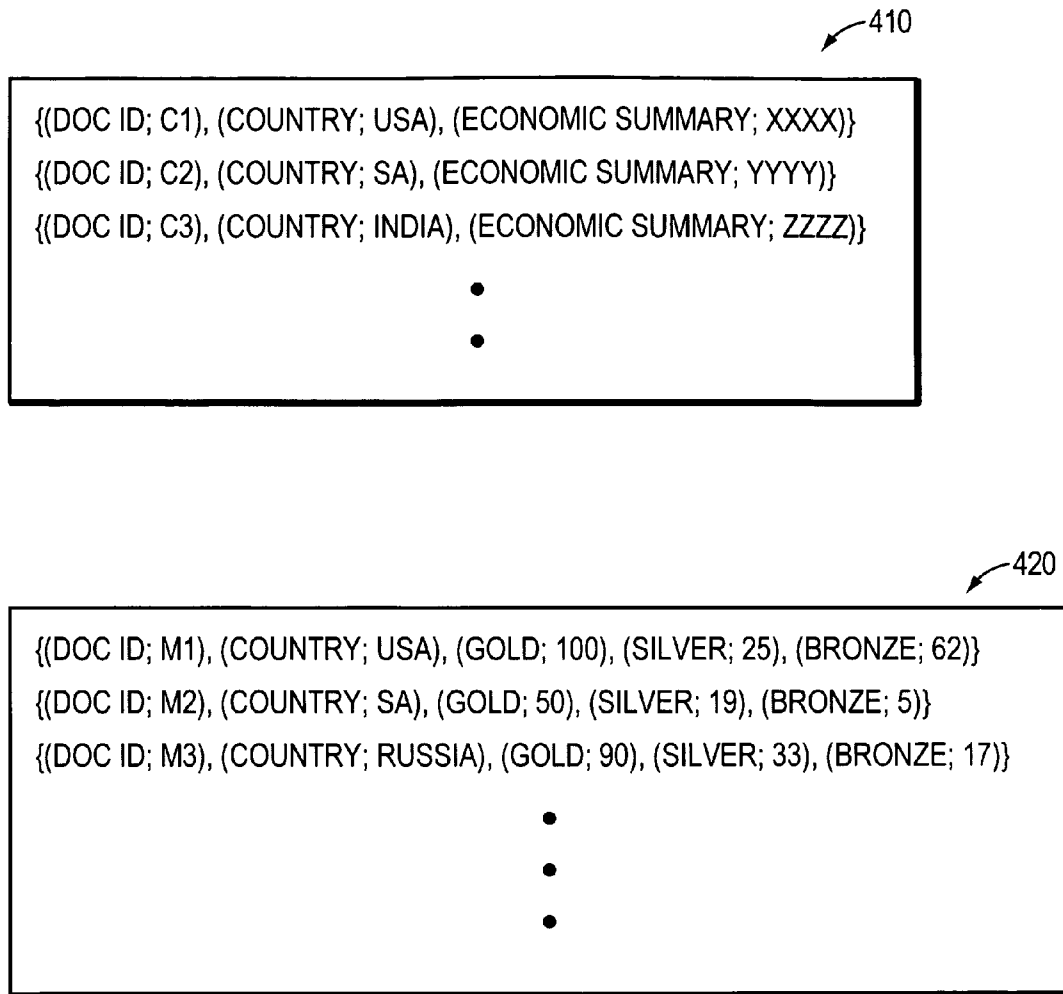 410
{(DOC ID; C1), (COUNTRY; USA), (ECONOMIC SUMMARY; XXXX)}
{(DOC ID; C2), (COUNTRY; SA), (ECONOMIC SUMMARY; YYYY)}
{(DOC ID; C3), (COUNTRY; INDIA), (ECONOMIC SUMMARY; ZZZZ)}
420
{(DOC ID; M1), (COUNTRY; USA), (GOLD; 100), (SILVER; 25), (BRONZE; 62)}
{(DOC ID; M2), (COUNTRY; SA), (GOLD; 50), (SILVER; 19), (BRONZE; 5)}
{(DOC ID; M3), (COUNTRY; RUSSIA), (GOLD; 90), (SILVER; 33), (BRONZE; 17)}